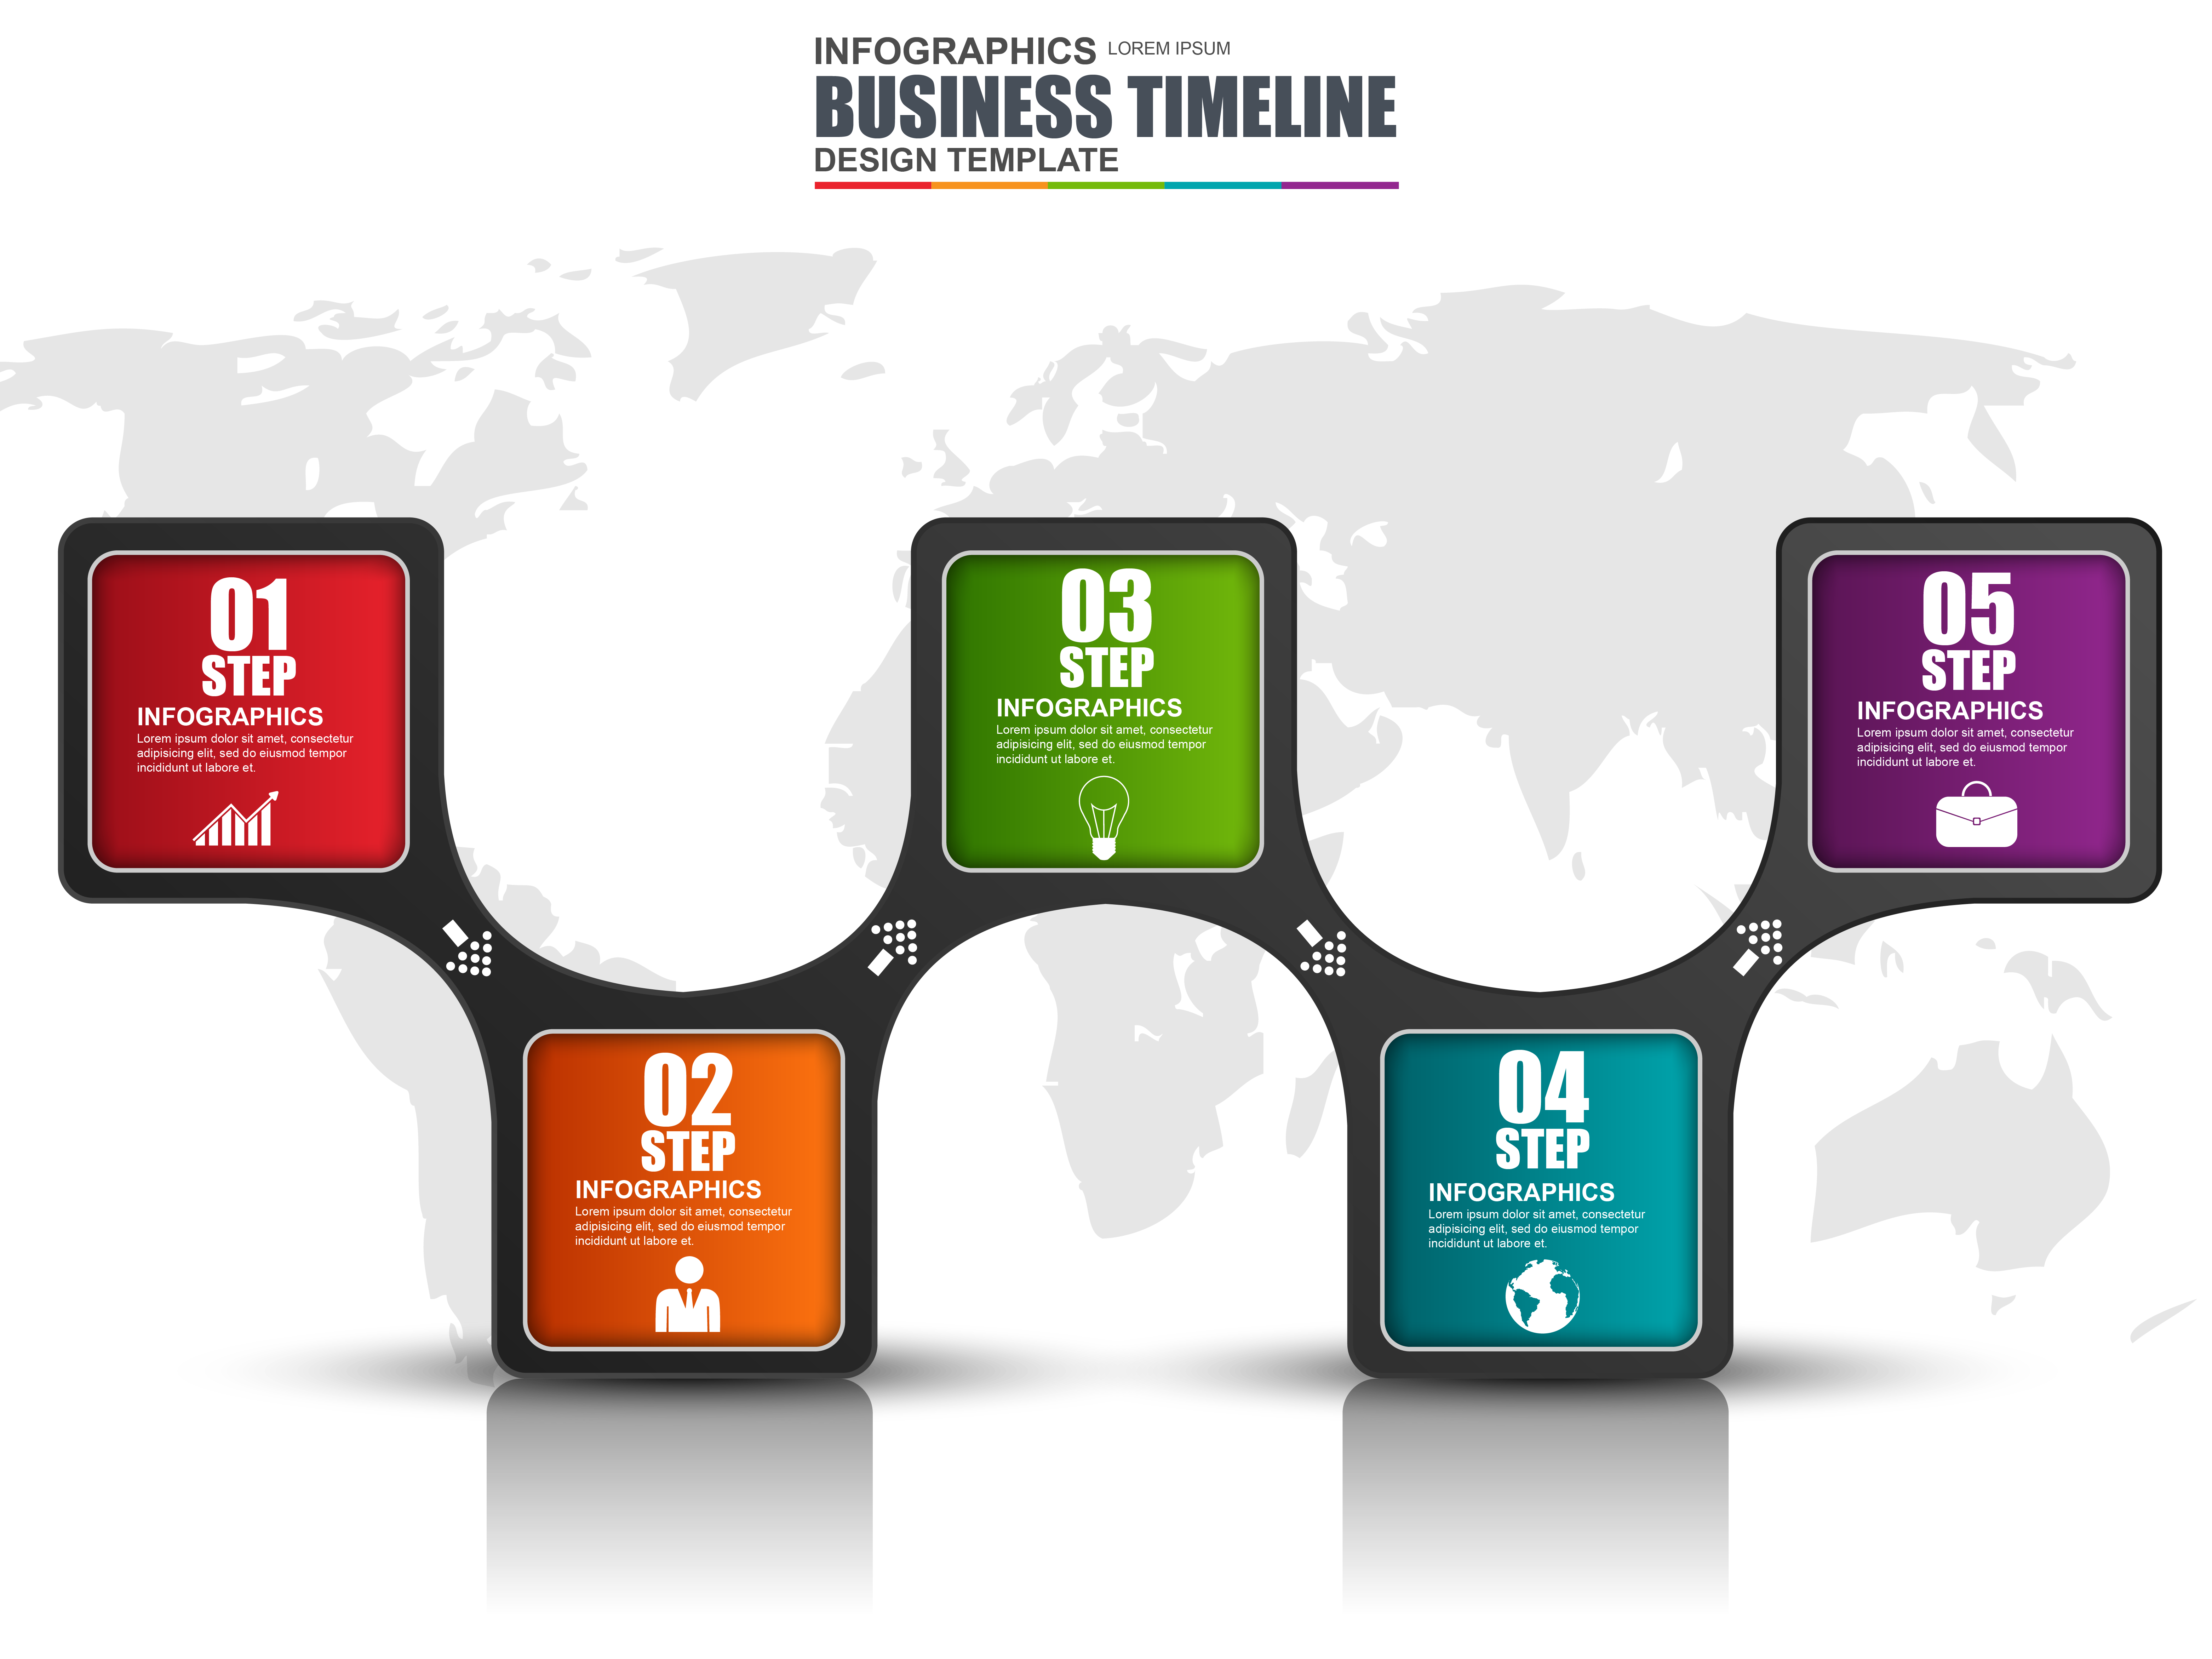 INFOGRAPHICS LOREM IPSUM
BUSINESS TIMELINE
DESIGN TEMPLATE
01
STEP
INFOGRAPHICS
Lorem ipsum dolor sit amet, consectetur
adipisicing elit, sed do eiusmod tempor
incididunt ut labore et.
02
STEP
INFOGRAPHICS
Lorem ipsum dolor sit amet, consectetur
adipisicing elit, sed do eiusmod tempor
incididunt ut labore et.
03
STEP
INFOGRAPHICS
Lorem ipsum dolor sit amet, consectetur
adipisicing elit, sed do eiusmod tempor
incididunt ut labore et.
04
STEP
INFOGRAPHICS
Lorem ipsum dolor sit amet, consectetur
adipisicing elit, sed do eiusmod tempor
incididunt ut labore et.
05
STEP
INFOGRAPHICS
Lorem ipsum dolor sit amet, consectetur
adipisicing elit, sed do eiusmod tempor
incididunt ut labore et.